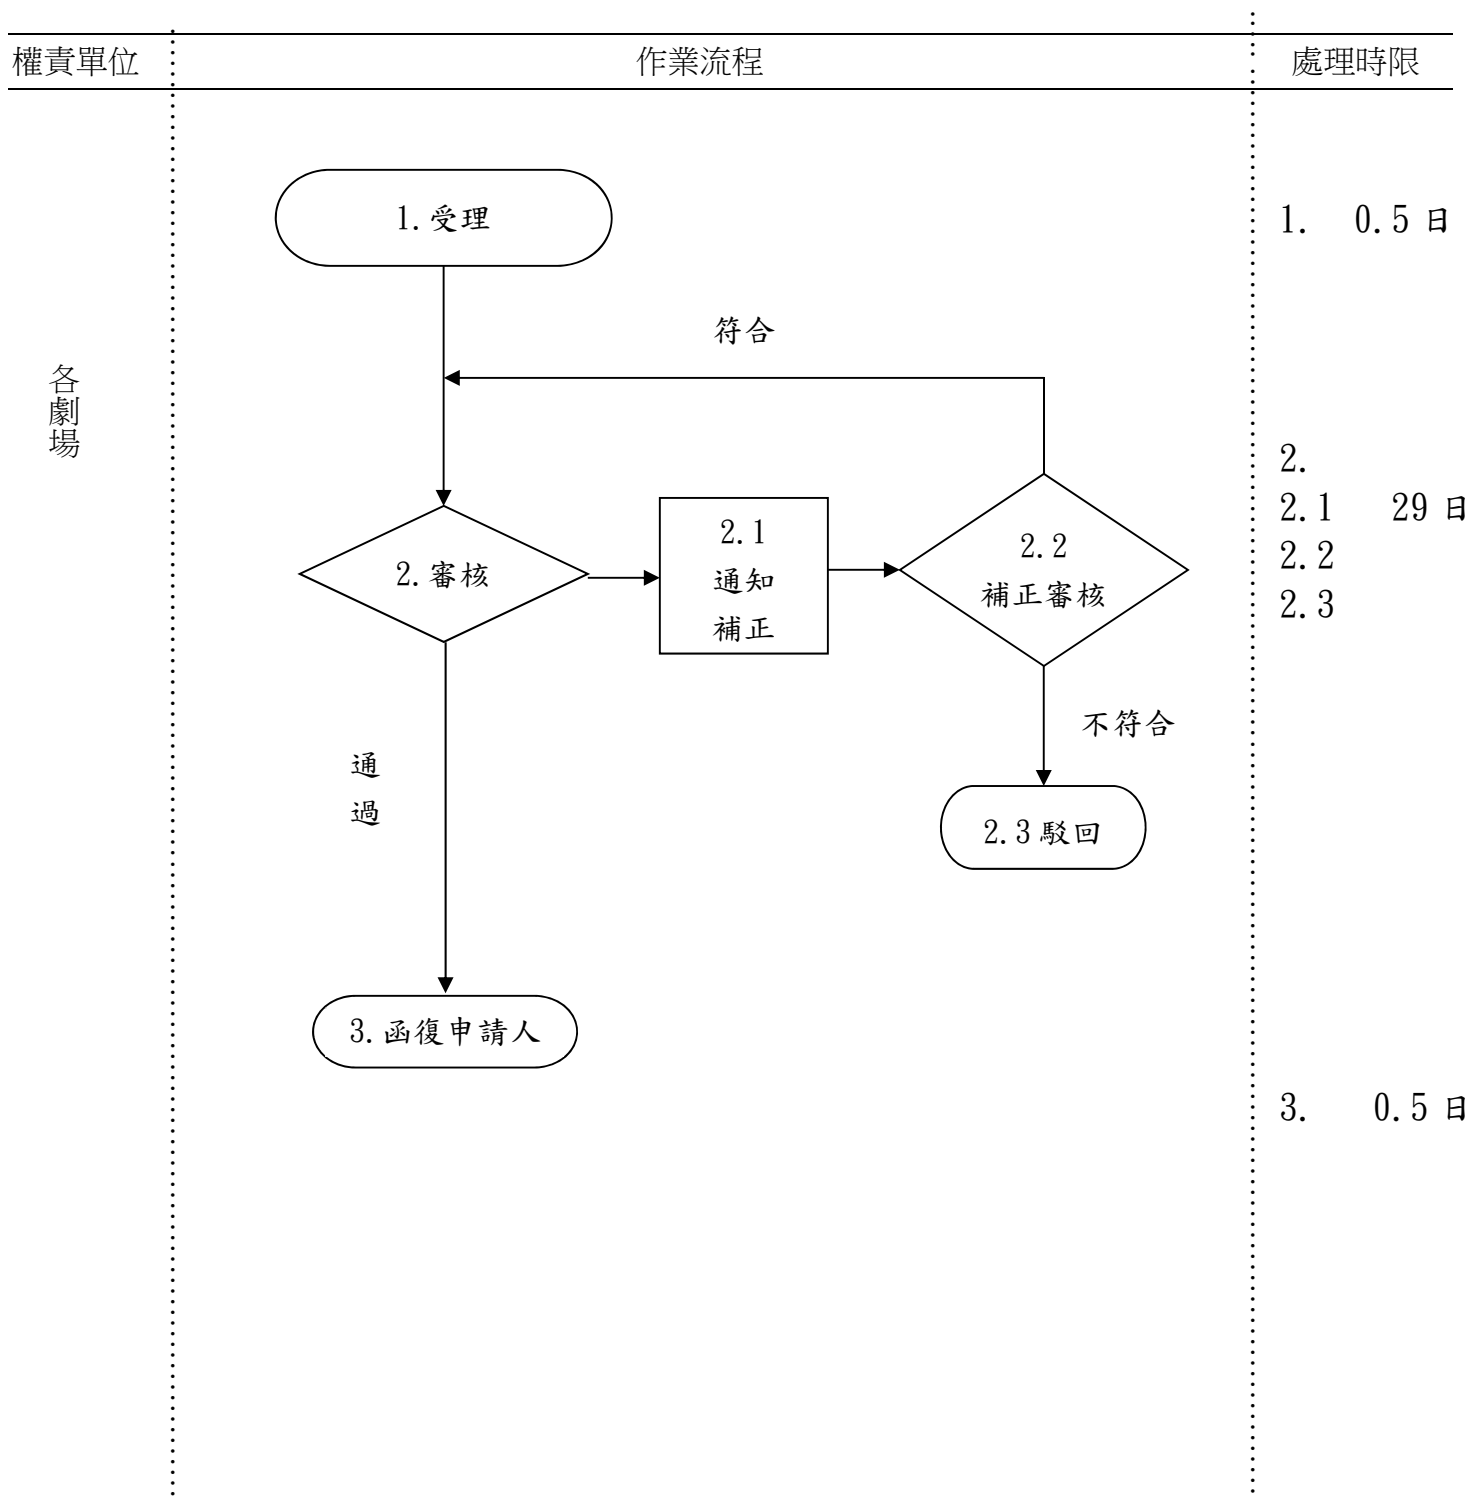 權責單位
作業流程
處理時限
1.受理
1. 0.5日
符合
各劇場
2.審核
2.1
通知
補正
2.2
補正審核
2.
2.1 29日
2.2
2.3
不符合
通
過
2.3駁回
3.函復申請人
3. 0.5日